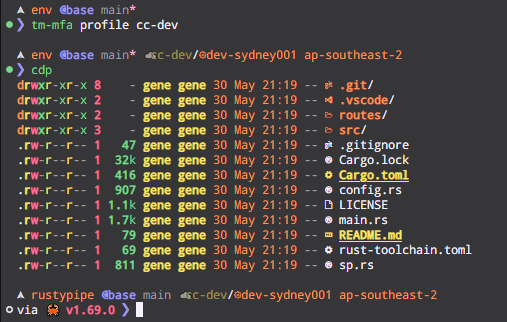 env @base main*
❯ tm-mfa profile cc-dev
env @base main* cc-dev/dev-sydney001 ap-southeast-2
❯ cdp
drwxr-xr-x 8 - gene gene 30 May 21:19 -- .git/
drwxr-xr-x 2 - gene gene 30 May 21:19 -- .vscode/
drwxr-xr-x 2 - gene gene 30 May 21:19 -- routes/
drwxr-xr-x 3 - gene gene 30 May 21:19 -- src/
.rw-r--r-- 1 47 gene gene 30 May 21:19 -- .gitignore
.rw-r--r-- 1 32k gene gene 30 May 21:19 -- Cargo.lock
.rw-r--r-- 1 416 gene gene 30 May 21:19 -- Cargo.toml
.rw-r--r-- 1 907 gene gene 30 May 21:19 -- config.rs
.rw-r--r-- 1 1.1k gene gene 30 May 21:19 -- LICENSE
.rw-r--r-- 1 1.7k gene gene 30 May 21:19 -- main.rs
.rw-r--r-- 1 79 gene gene 30 May 21:19 -- README.md
.rw-r--r-- 1 69 gene gene 30 May 21:19 -- rust-toolchain.toml
.rw-r--r-- 1 811 gene gene 30 May 21:19 -- sp.rs
rustypipe @base main cc-dev/dev-sydney001 ap-southeast-2
via 🦀 v1.69.0 ❯